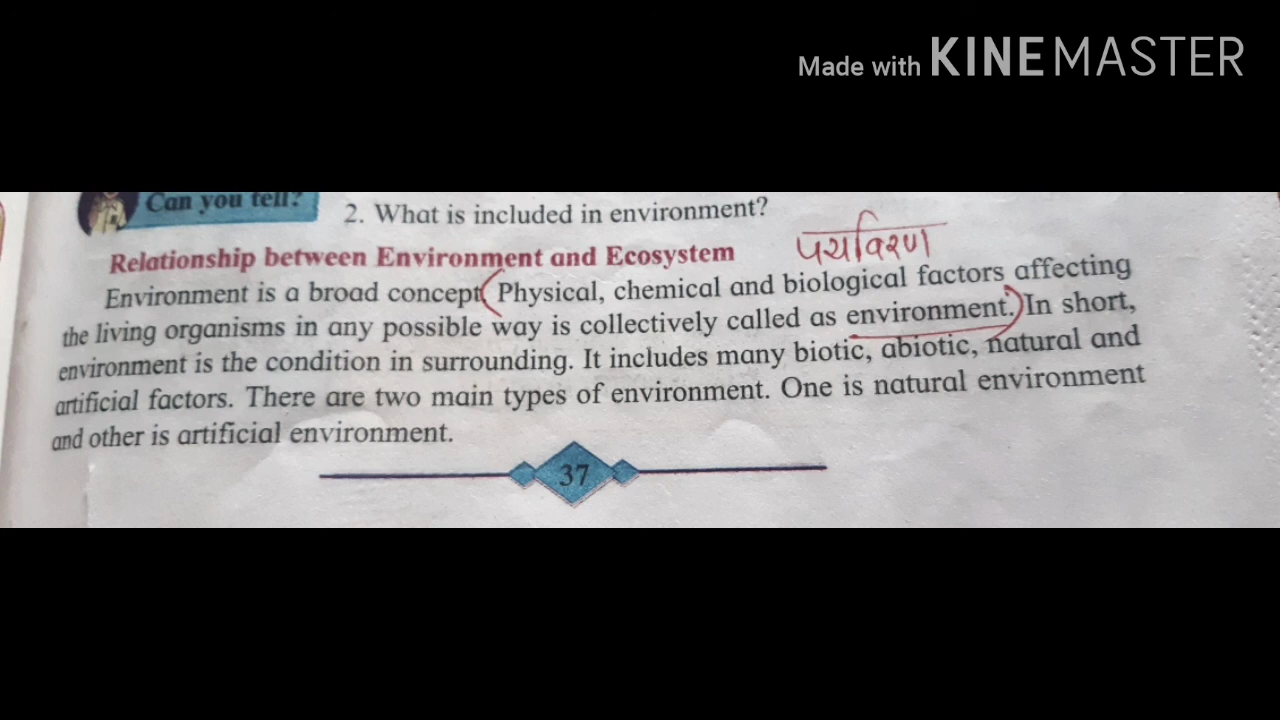 Made with KINEMASTER
Can you tell?
2. What is included in environment?
Relationship between Environment and Ecosystem
पर्यावरण
Environment is a broad concept. Physical, chemical and biological factors affecting
the living organisms in any possible way is collectively called as environment. In short,
environment is the condition in surrounding. It includes many biotic, abiotic, natural and
artificial factors. There are two main types of environment. One is natural environment
and other is artificial environment.
37